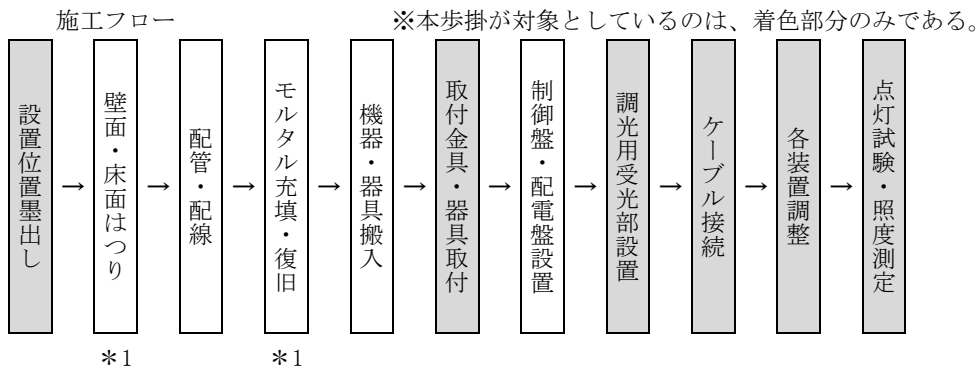 施工フロー
※本歩掛が対象としているのは、着色部分のみである。
設置位置墨出し
→
壁面・床面はつり
→
配管・配線
→
モルタル充填・復旧
→
機器・器具搬入
→
取付金具・器具取付
→
制御盤・配電盤設置
→
調光用受光部設置
→
ケーブル接続
→
各装置調整
→
点灯試験・照度測定
＊1
＊1